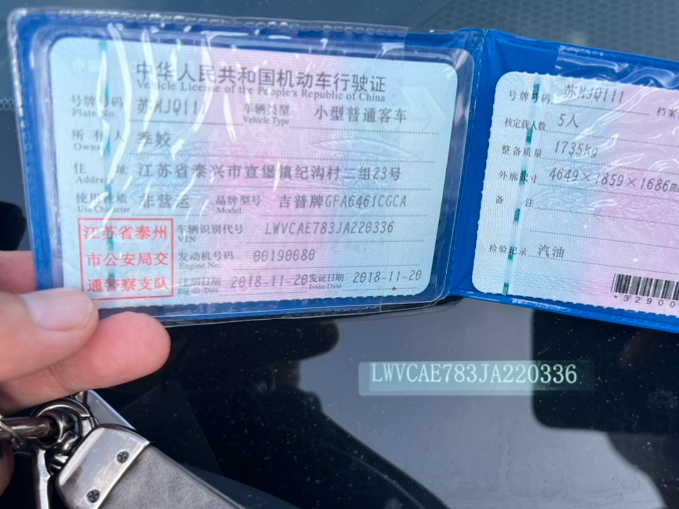 中华人民共和国机动车行驶证
Vehicle License of the People's Republic of China
号牌号码 苏MJQ111 车辆类型 小型普通客车
Plate No. Vehicle Type
所有人 季姣
Owner
住址 江苏省泰兴市宣堡镇纪沟村二组23号
Address
使用性质 非营运 品牌型号 吉普牌GFA6461CGCA
Use Character Model
江苏省泰州
市公安局交
通警察支队
车辆识别代号 LWVCAE783JA220336
VIN
发动机号码 00190080
Engine No.
注册日期 2018-11-20 发证日期 2018-11-20
Register Date Issue Date
号牌号码 苏MJQ111 档案
核定载人数 5人
整备质量 1735kg
外廓尺寸 4649×1859×1686m
备注
检验记录 汽油
*32900
LWVCAE783JA220336